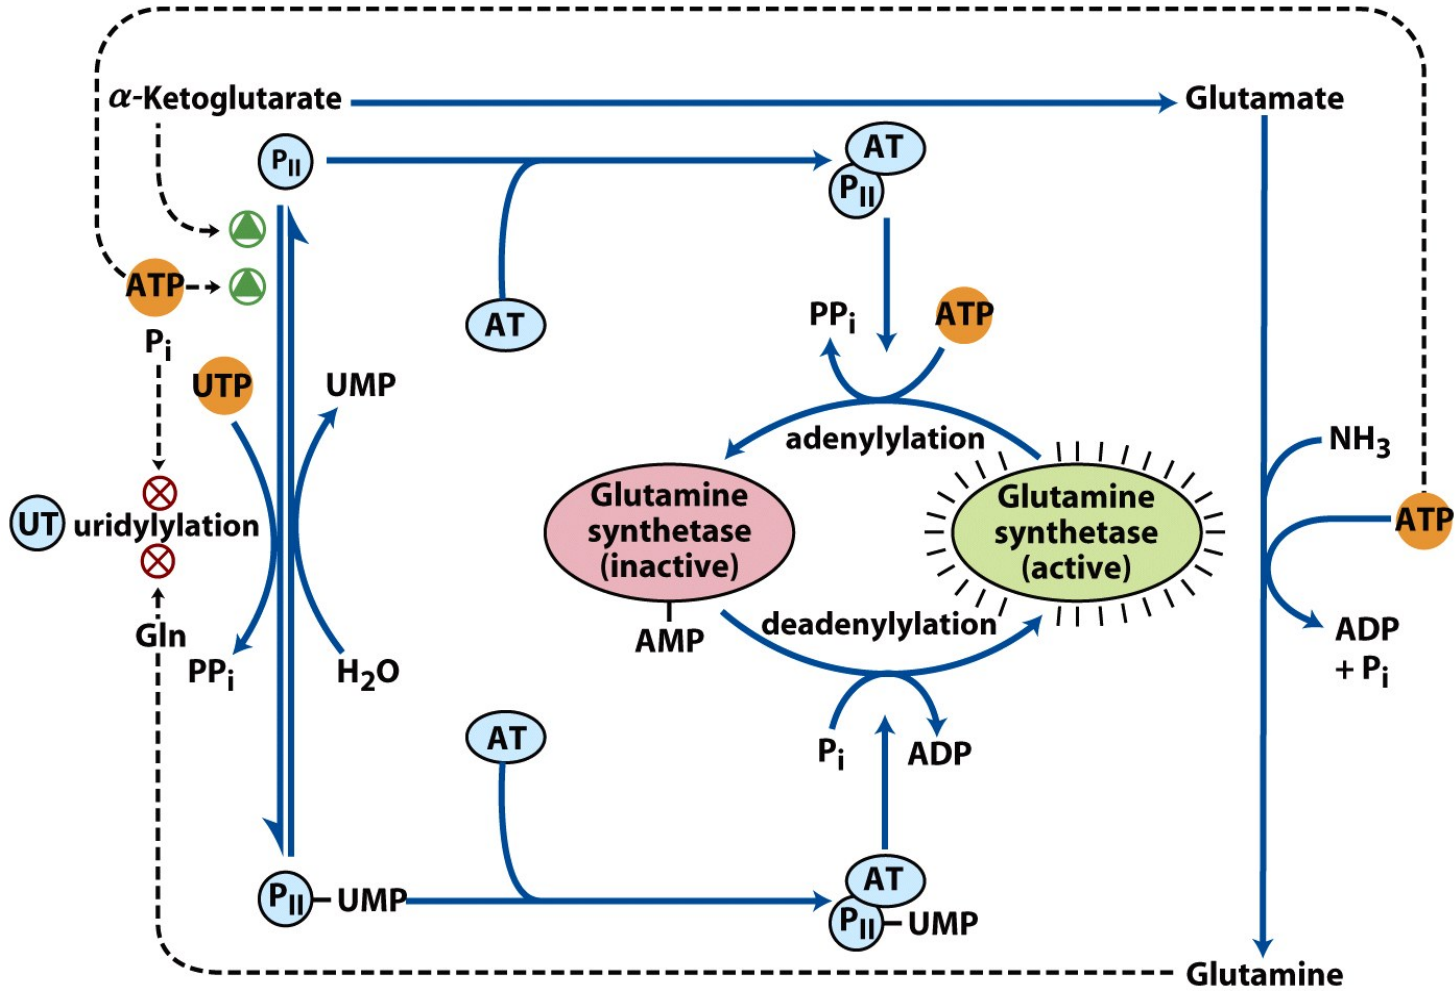 α-Ketoglutarate
Glutamate
PII
AT
PII
ATP
AT
PPi
ATP
Pi
UTP
UMP
adenylylation
NH3
Glutamine
synthetase
(inactive)
Glutamine
synthetase
(active)
UT
uridylylation
ATP
AMP
deadenylylation
Gln
PPi
H2O
ADP
+ Pi
AT
Pi
ADP
PII
UMP
AT
PII
UMP
Glutamine